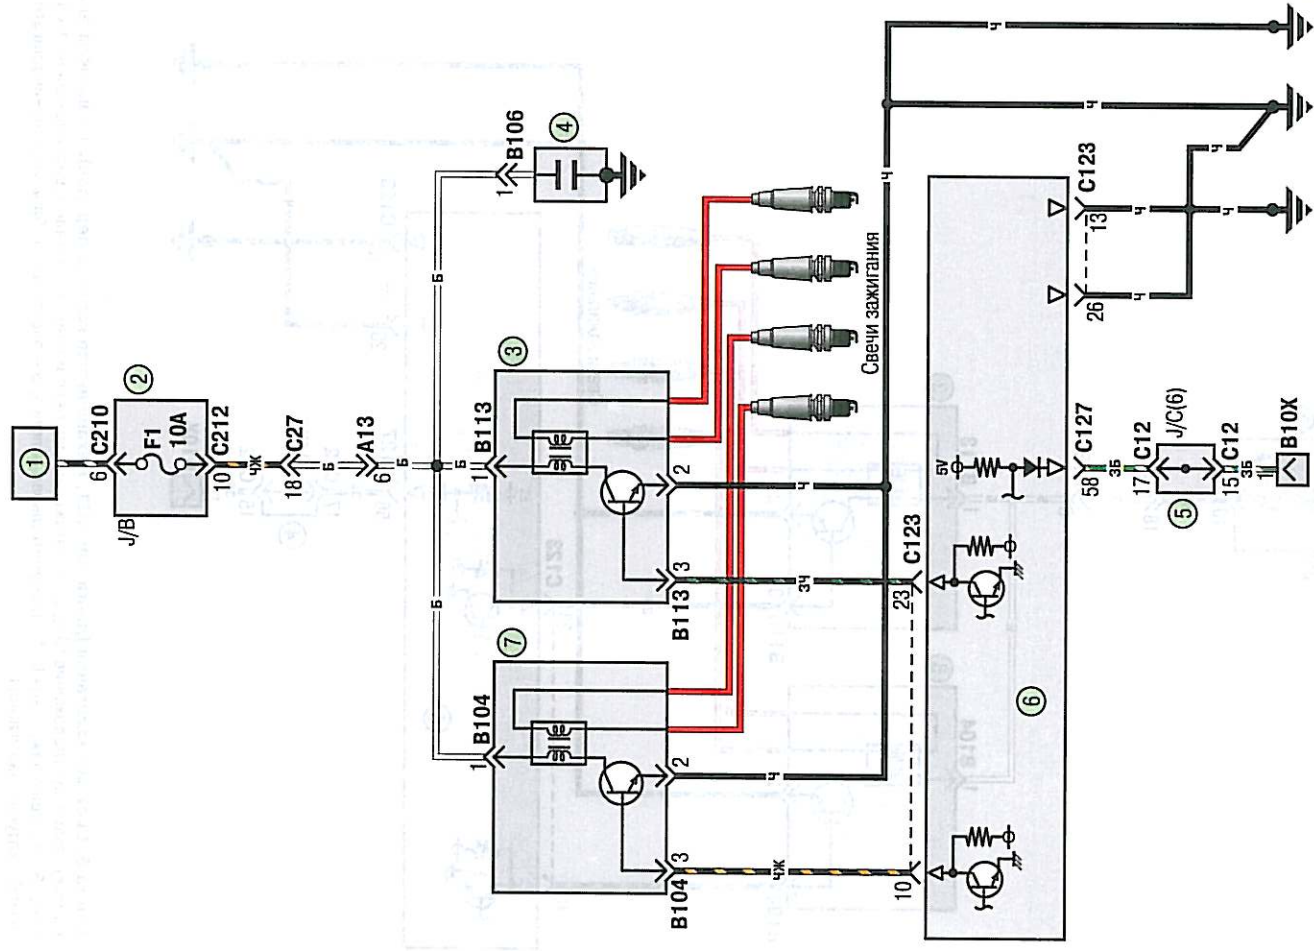 1
6
C210
2
J/B
F1
10A
10
C212
ЧЖ
18
C27
Б
6
A13
Б
Б
Б
Б
1
B106
4
1
B104
7
1
B113
3
3
B104
2
3
B113
2
Ч
Ч
Ч
Ч
Ч
Свечи зажигания
ЧЖ
ЗЧ
10
23
C123
5V
6
58
C127
26
13
C123
Ч
Ч
Ч
Ч
ЗБ
17
C12
J/C(6)
5
15
C12
ЗБ
1
B10X